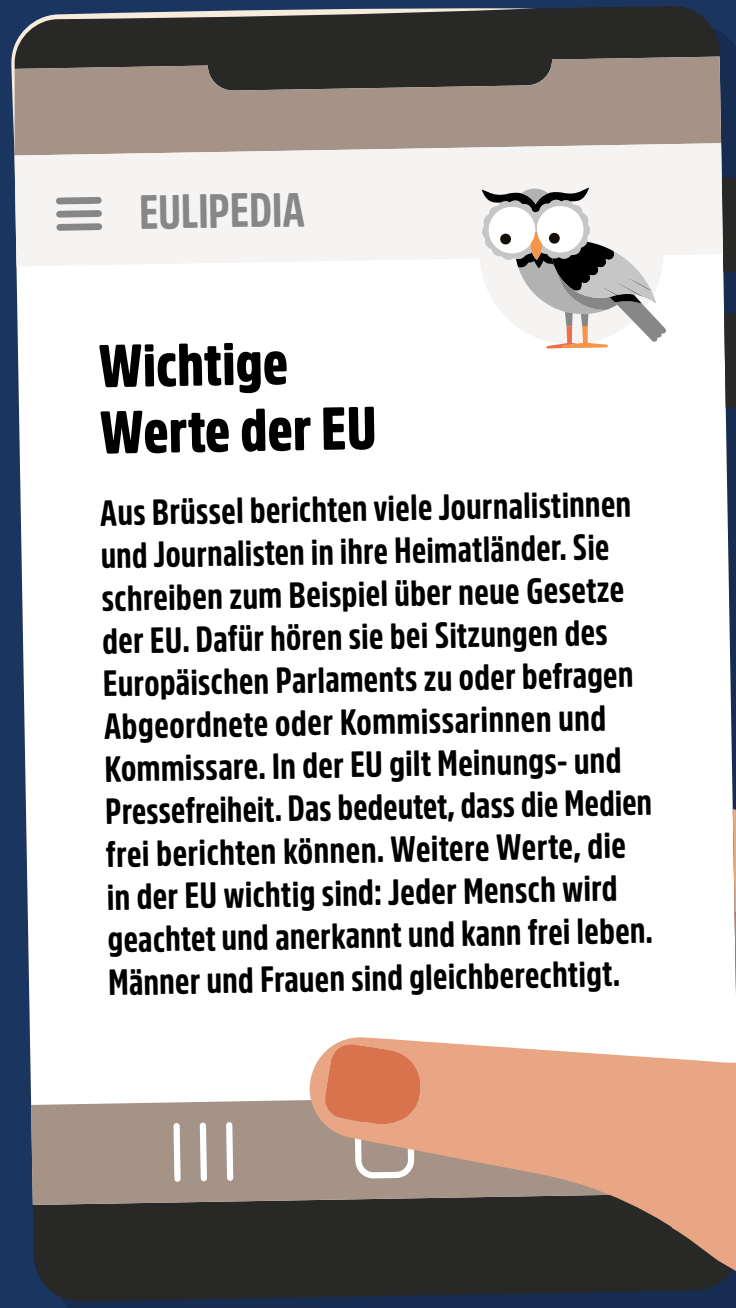 EULIPEDIA
Wichtige
Werte der EU
Aus Brüssel berichten viele Journalistinnen
und Journalisten in ihre Heimatländer. Sie
schreiben zum Beispiel über neue Gesetze
der EU. Dafür hören sie bei Sitzungen des
Europäischen Parlaments zu oder befragen
Abgeordnete oder Kommissarinnen und
Kommissare. In der EU gilt Meinungs- und
Pressefreiheit. Das bedeutet, dass die Medien
frei berichten können. Weitere Werte, die
in der EU wichtig sind: Jeder Mensch wird
geachtet und anerkannt und kann frei leben.
Männer und Frauen sind gleichberechtigt.